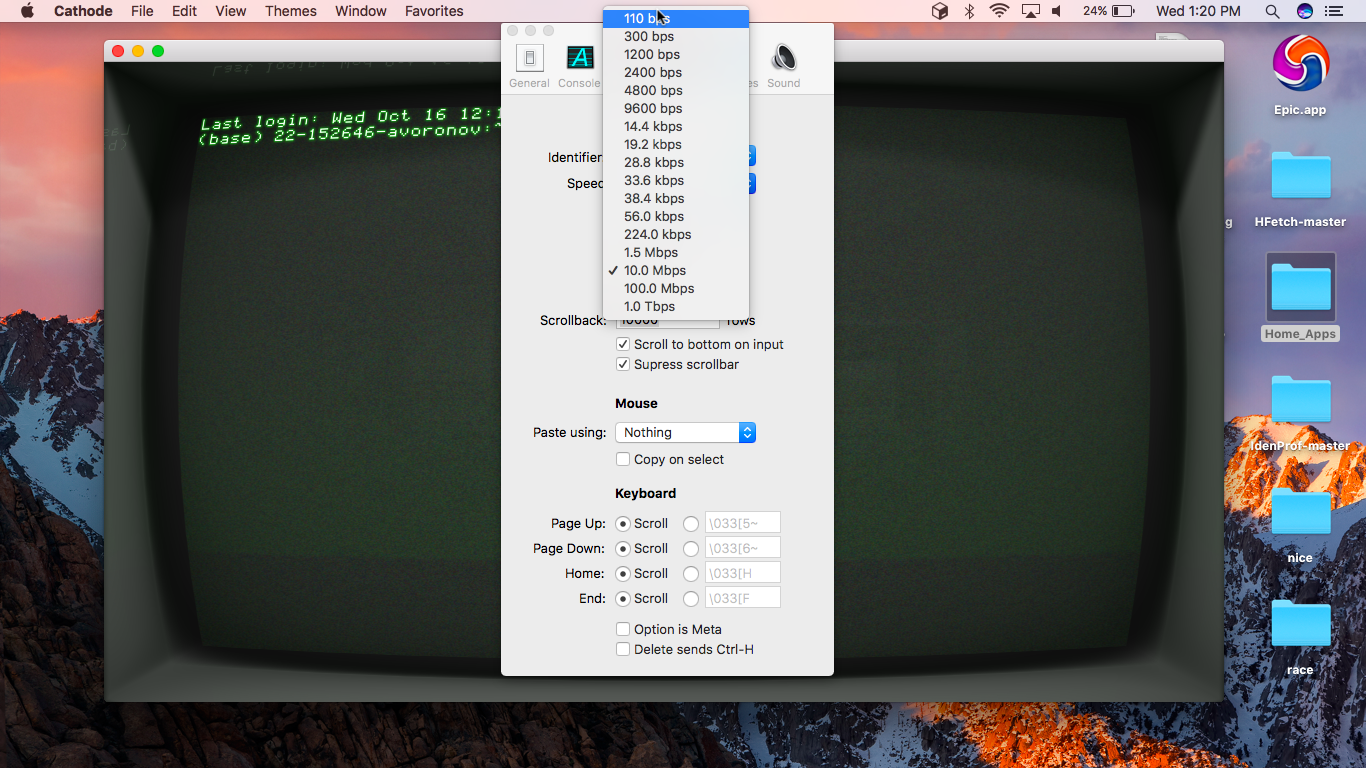 Cathode File Edit View Themes Window Favorites 24% Wed 1:20 PM
General Console es Sound
110 bps
300 bps
1200 bps
2400 bps
4800 bps
9600 bps
14.4 kbps
19.2 kbps
28.8 kbps
33.6 kbps
38.4 kbps
56.0 kbps
224.0 kbps
1.5 Mbps
✓ 10.0 Mbps
100.0 Mbps
1.0 Tbps
Last login: Wed Oct 16 12:1
(base) 22-152646-avoronov:~
Identifier
Speed
Scrollback: 10000 rows
Scroll to bottom on input
Supress scrollbar
Mouse
Paste using: Nothing
Copy on select
Keyboard
Page Up: Scroll \033[5~
Page Down: Scroll \033[6~
Home: Scroll \033[H
End: Scroll \033[F
Option is Meta
Delete sends Ctrl-H
Epic.app
g
HFetch-master
Home_Apps
IdenProf-master
nice
race